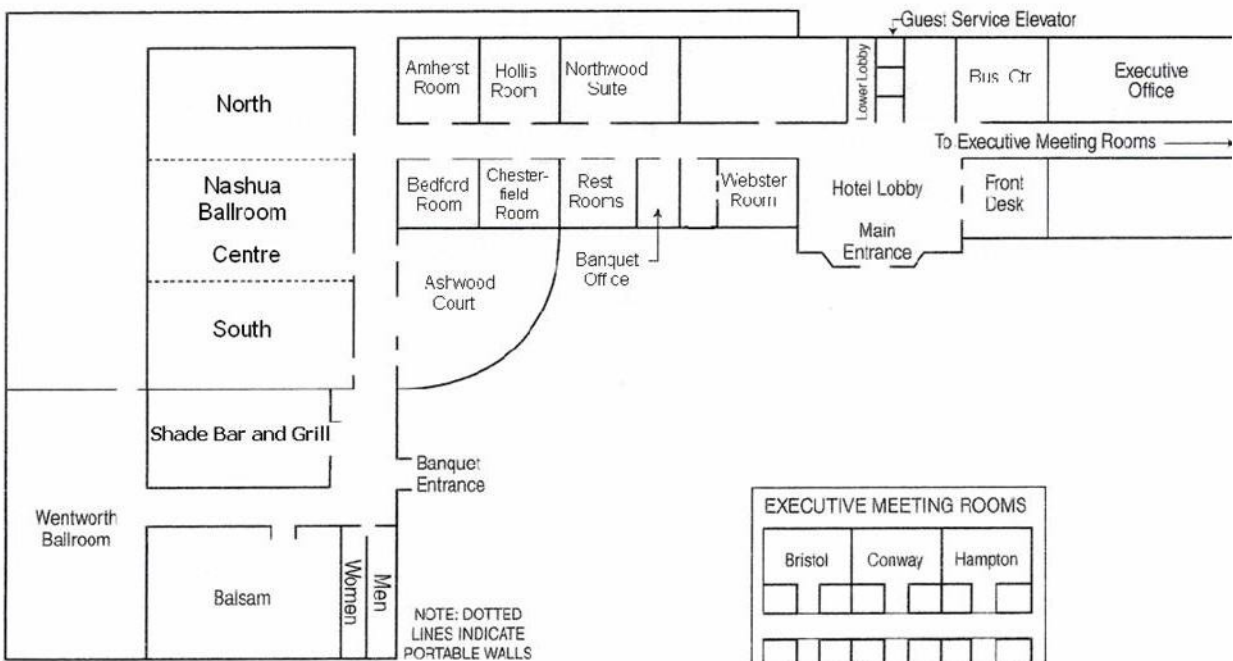 Guest Service Elevator
Amherst
Room
Hollis
Room
Northwood
Suite
Lower Lobby
Bus. Ctr.
Executive
Office
North
To Executive Meeting Rooms
Nashua
Ballroom
Centre
South
Bedford
Room
Chester-
field
Room
Rest
Rooms
Webster
Room
Hotel Lobby
Front
Desk
Main
Entrance
Banquet
Office
Ashwood
Court
Shade Bar and Grill
Banquet
Entrance
Wentworth
Ballroom
Balsam
Women
Men
NOTE: DOTTED
LINES INDICATE
PORTABLE WALLS
EXECUTIVE MEETING ROOMS
Bristol
Conway
Hampton